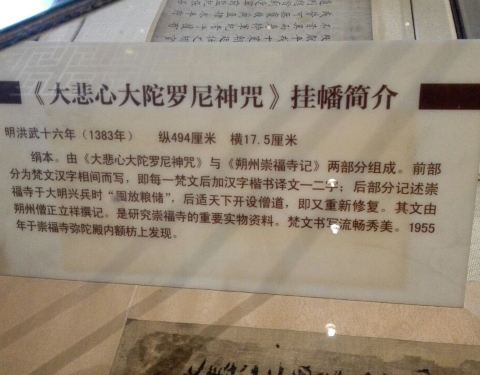 《大悲心大陀罗尼神咒》挂幡简介
明洪武十六年（1383年） 纵494厘米 横17.5厘米
绢本。由《大悲心大陀罗尼神咒》与《朔州崇福寺记》两部分组成。前部
分为梵文汉字相间而写，即每一梵文后加汉字楷书译文一二字；后部分记述崇
福寺于大明兴兵时“囤放粮储”，后适天下开设僧道，即又重新修复。其文由
朔州僧正立祥撰记。是研究崇福寺的重要实物资料。梵文书写流畅秀美。1955
年于崇福寺弥陀殿内额枋上发现。